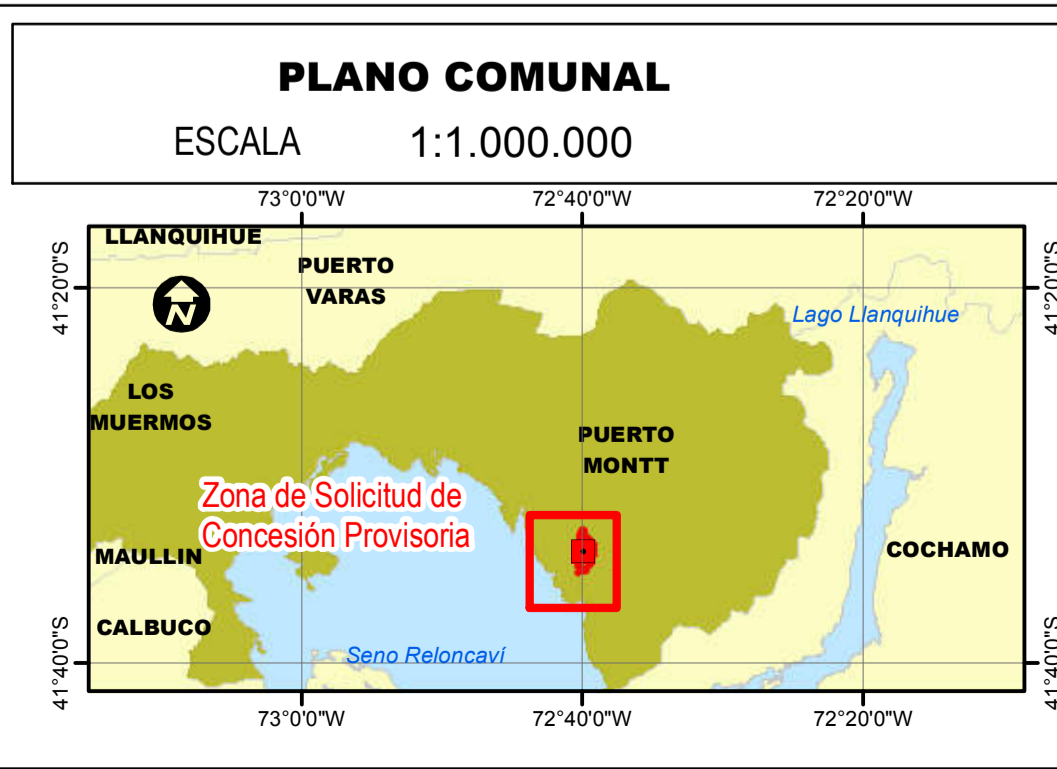 PLANO COMUNAL
ESCALA 1:1.000.000
73°0'0"W 72°40'0"W 72°20'0"W
LLANQUIHUE
PUERTO
VARAS
41°20'0"S
41°20'0"S
N
Lago Llanquihue
LOS
MUERMOS
PUERTO
MONTT
Zona de Solicitud de
Concesión Provisoria
MAULLIN
COCHAMO
CALBUCO
Seno Reloncaví
41°40'0"S
41°40'0"S
73°0'0"W 72°40'0"W 72°20'0"W